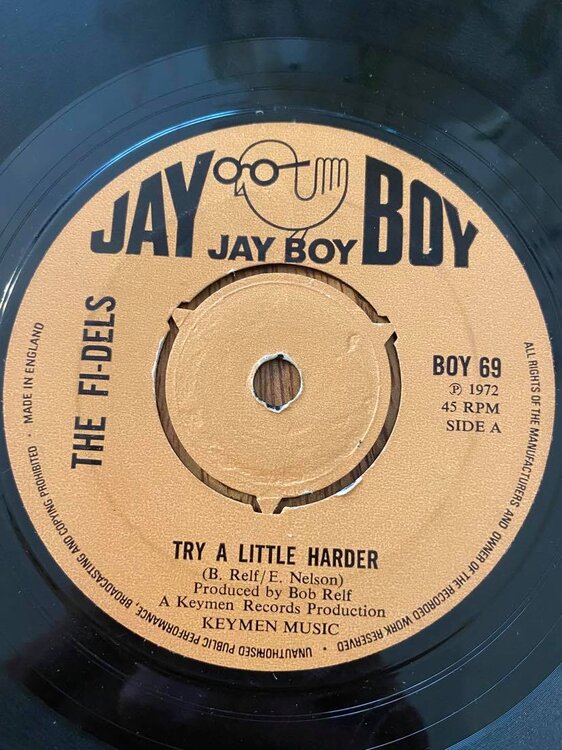 JAY BOY
JAY BOY
THE FI-DELS
BOY 69
Ⓟ 1972
45 RPM
SIDE A
TRY A LITTLE HARDER
(B. Relf/E. Nelson)
Produced by Bob Relf
A Keymen Records Production
KEYMEN MUSIC
ALL RIGHTS OF THE MANUFACTURERS AND OWNER OF THE RECORDED WORK RESERVED · UNAUTHORISED PUBLIC PERFORMANCE, BROADCASTING AND COPYING PROHIBITED · MADE IN ENGLAND